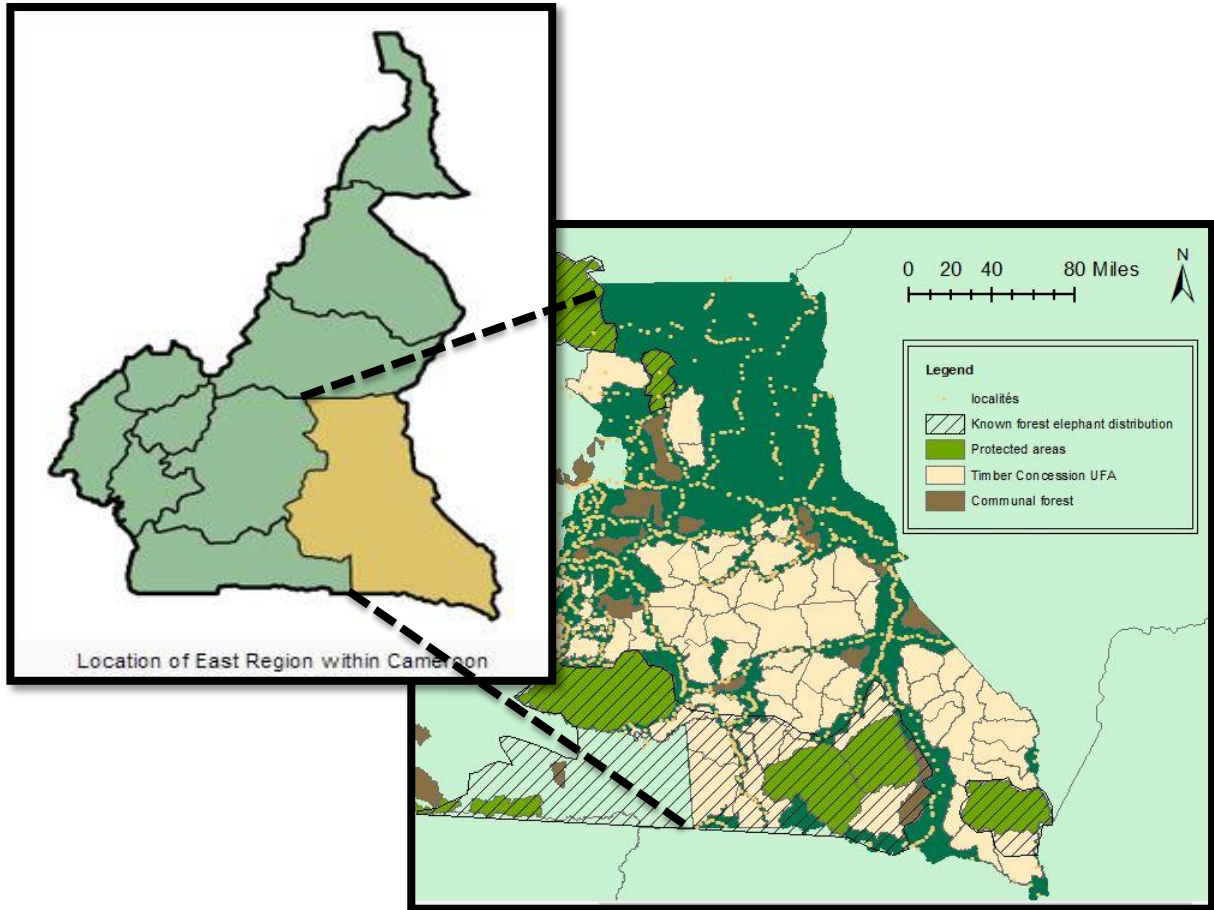 Location of East Region within Cameroon
0 20 40 80 Miles
N
Legend
localités
Known forest elephant distribution
Protected areas
Timber Concession UFA
Communal forest